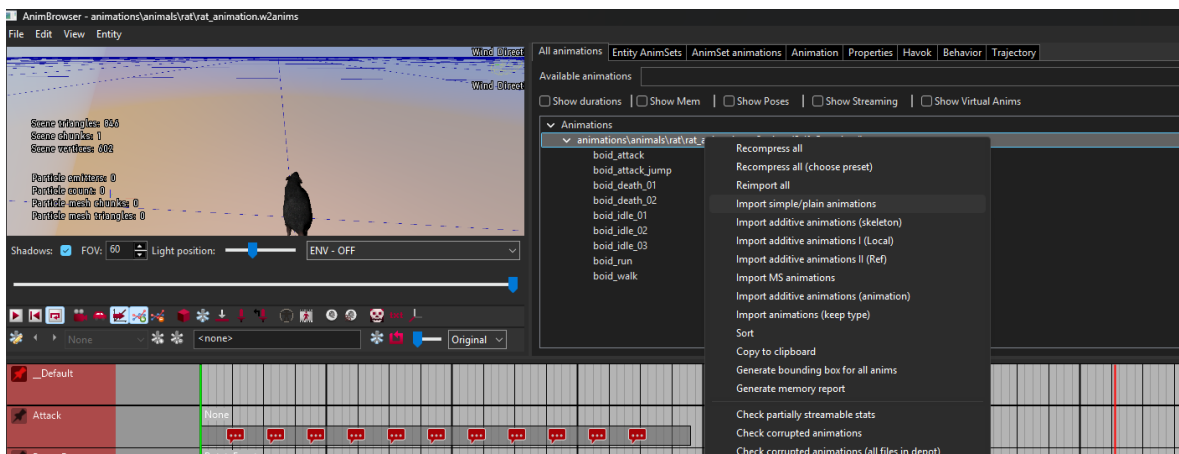 AnimBrowser - animations\animals\rat\rat_animation.w2anims
File Edit View Entity
Wind Direct
Wind Direct
Scene triangles: 846
Scene chunks: 1
Scene vertices: 602
Particle emitters: 0
Particle count: 0
Particle mesh chunks: 0
Particle mesh triangles: 0
Shadows: FOV: 60 Light position: ENV - OFF
None <none> Original
All animations Entity AnimSets AnimSet animations Animation Properties Havok Behavior Trajectory
Available animations
Show durations Show Mem Show Poses Show Streaming Show Virtual Anims
Animations
animations\animals\rat\rat_a
boid_attack
boid_attack_jump
boid_death_01
boid_death_02
boid_idle_01
boid_idle_02
boid_idle_03
boid_run
boid_walk
Recompress all
Recompress all (choose preset)
Reimport all
Import simple/plain animations
Import additive animations (skeleton)
Import additive animations I (Local)
Import additive animations II (Ref)
Import MS animations
Import additive animations (animation)
Import animations (keep type)
Sort
Copy to clipboard
Generate bounding box for all anims
Generate memory report
Check partially streamable stats
Check corrupted animations
Check corrupted animations (all files in depot)
__Default
Attack
None